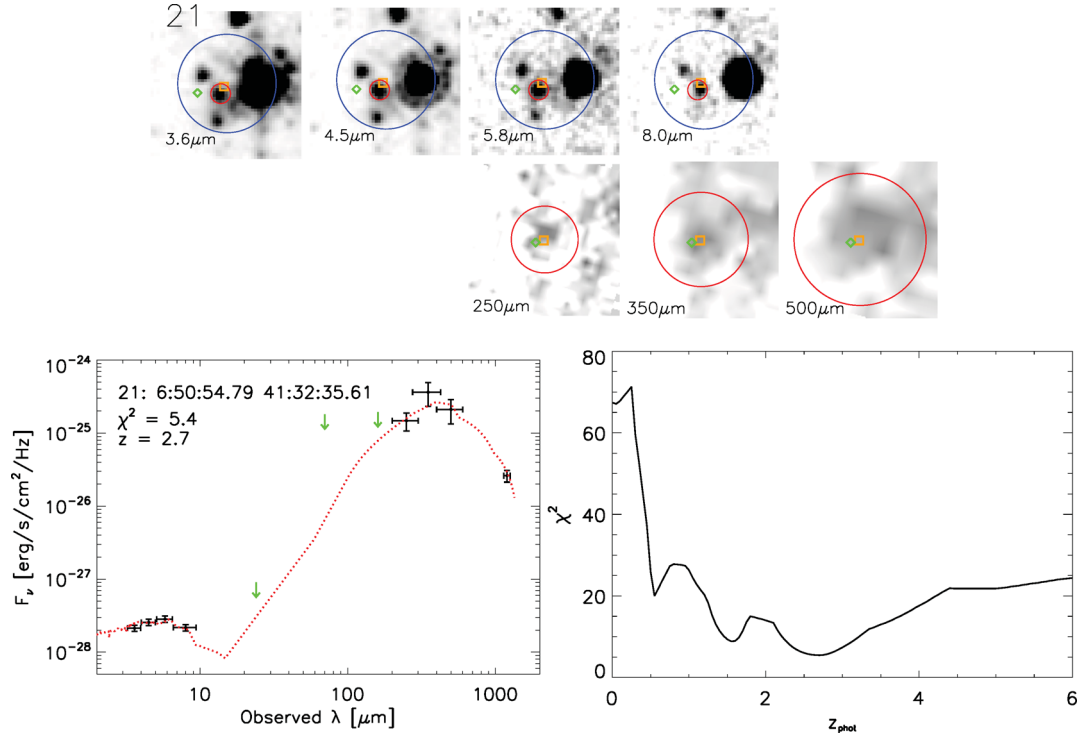 21
3.6μm
4.5μm
5.8μm
8.0μm
250μm
350μm
500μm
10⁻²⁴
10⁻²⁵
10⁻²⁶
10⁻²⁷
10⁻²⁸
F_ν [erg/s/cm²/Hz]
21: 6:50:54.79 41:32:35.61
χ² = 5.4
z = 2.7
10 100 1000
Observed λ [μm]
80
60
40
20
0
χ²
0 2 4 6
z_phot